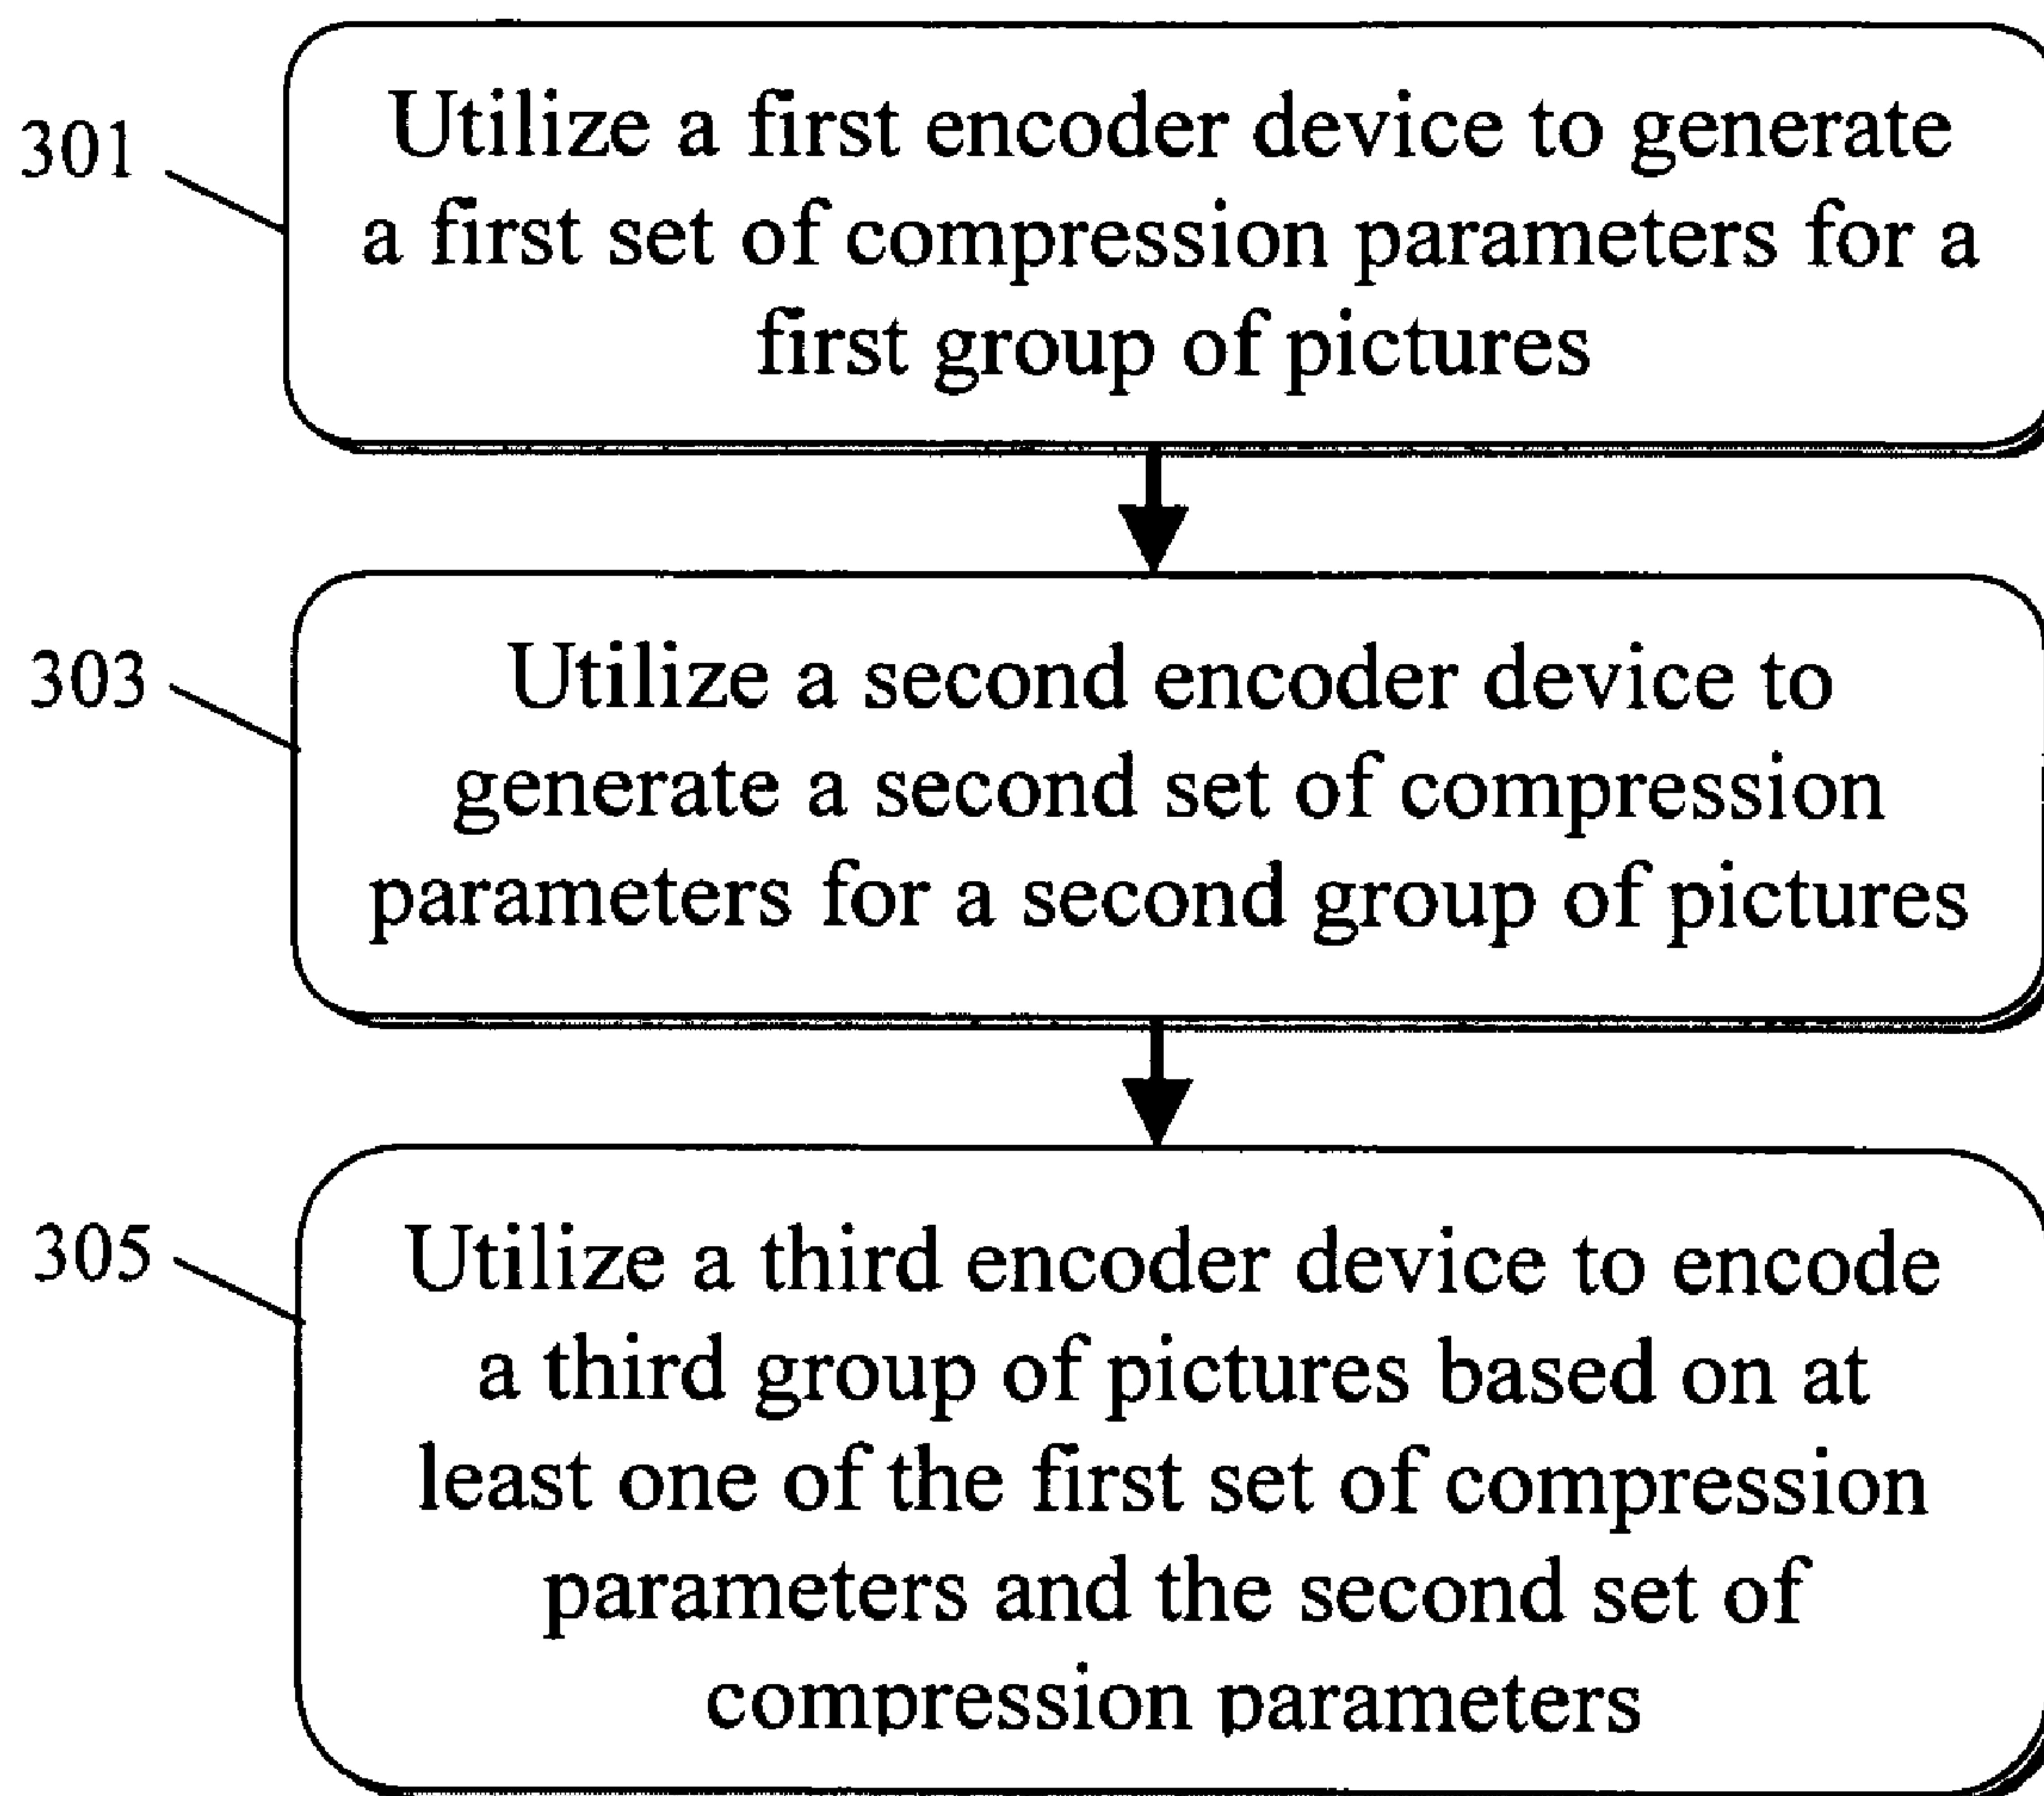 301
Utilize a first encoder device to generate
a first set of compression parameters for a
first group of pictures
303
Utilize a second encoder device to
generate a second set of compression
parameters for a second group of pictures
305
Utilize a third encoder device to encode
a third group of pictures based on at
least one of the first set of compression
parameters and the second set of
compression parameters